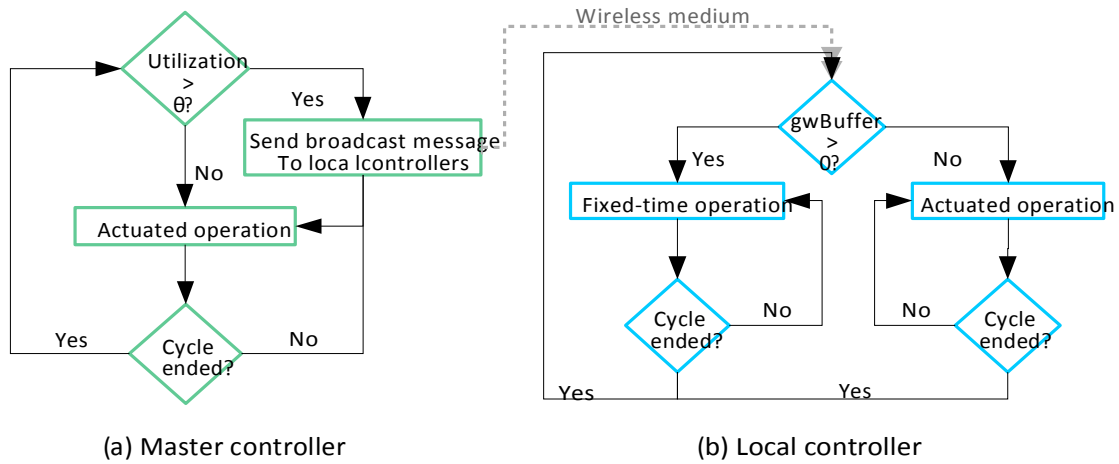 Wireless medium
Utilization
>
θ?
Yes
Send broadcast message
To loca lcontrollers
No
Actuated operation
Yes
Cycle
ended?
No
(a) Master controller
gwBuffer
>
0?
Yes
No
Fixed-time operation
Actuated operation
Cycle
ended?
No
No
Cycle
ended?
Yes
Yes
(b) Local controller